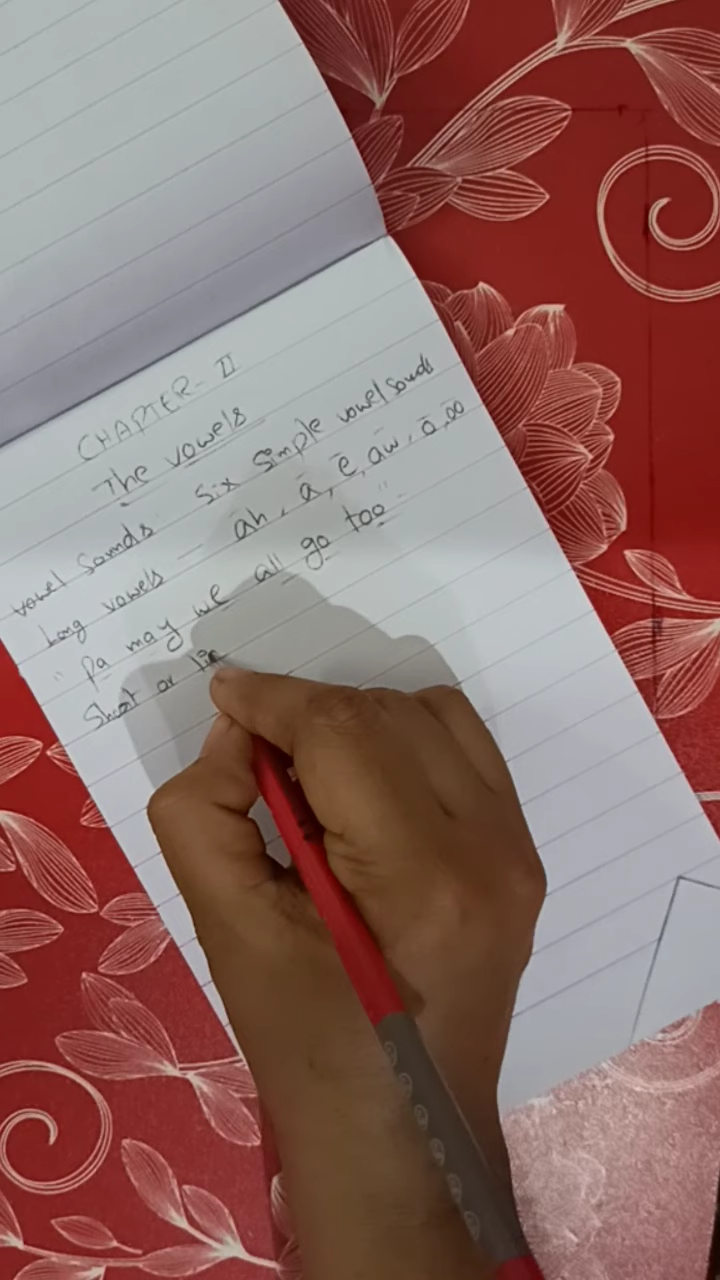 CHAPTER - II
The vowels
vowel Sounds Six Simple vowel sounds
Long vowels - ah, ā, ē, aw, ō, oo
"Pa may we all go too"
Short or